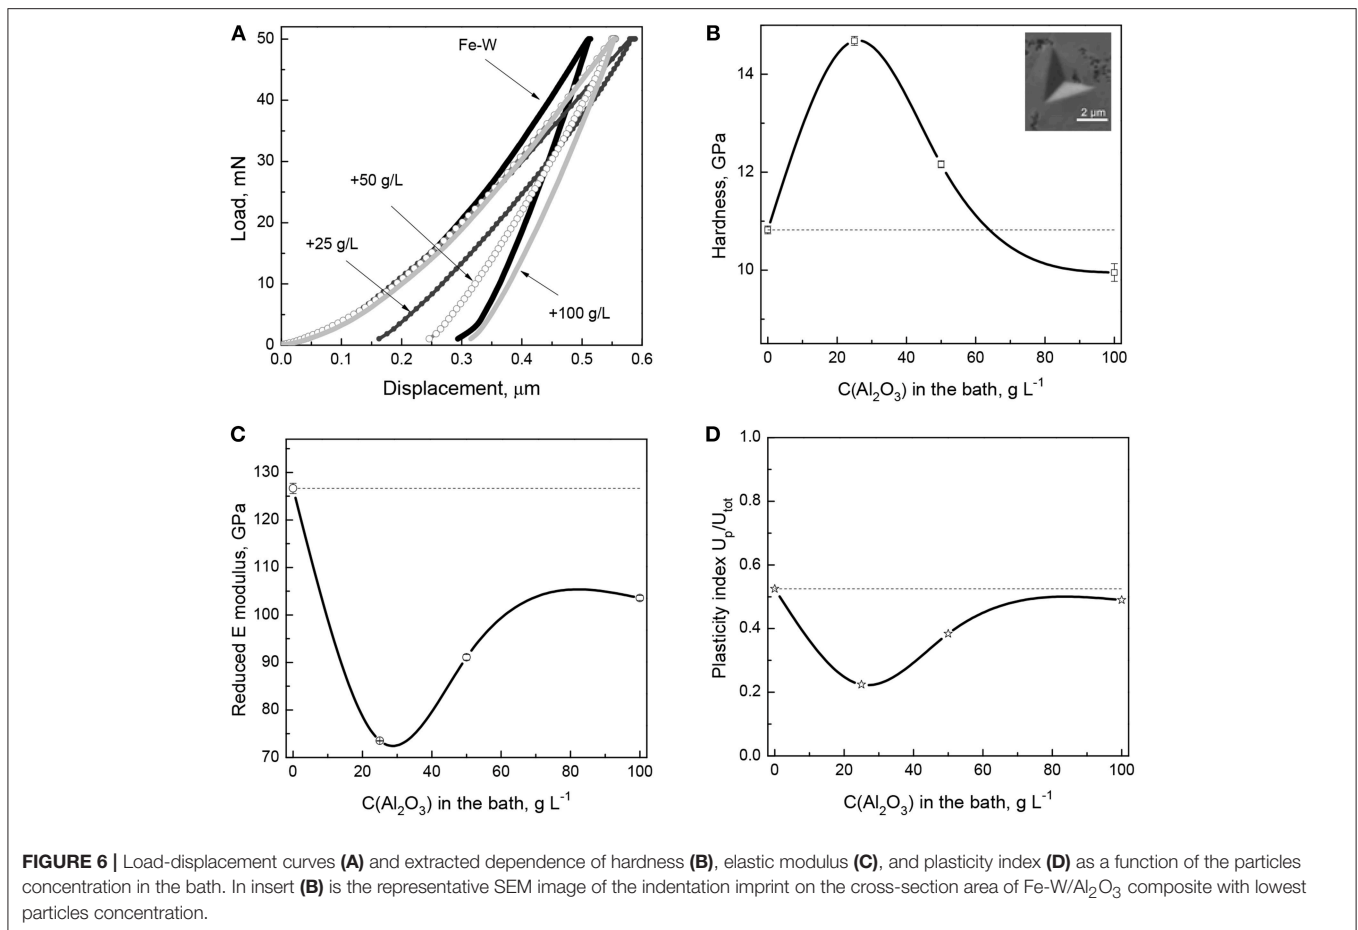 A
50
40
30
20
10
0
Load, mN
Fe-W
+50 g/L
+25 g/L
+100 g/L
0.0 0.1 0.2 0.3 0.4 0.5 0.6
Displacement, μm
B
14
12
10
Hardness, GPa
2 μm
0 20 40 60 80 100
C(Al₂O₃) in the bath, g L⁻¹
C
130
125
110
105
100
90
80
70
Reduced E modulus, GPa
0 20 40 60 80 100
C(Al₂O₃) in the bath, g L⁻¹
D
1.0
0.8
0.6
0.4
0.2
0.0
Plasticity index Uₚ/Uₜₒₜ
0 20 40 60 80 100
C(Al₂O₃) in the bath, g L⁻¹
FIGURE 6 | Load-displacement curves (A) and extracted dependence of hardness (B), elastic modulus (C), and plasticity index (D) as a function of the particles
concentration in the bath. In insert (B) is the representative SEM image of the indentation imprint on the cross-section area of Fe-W/Al₂O₃ composite with lowest
particles concentration.